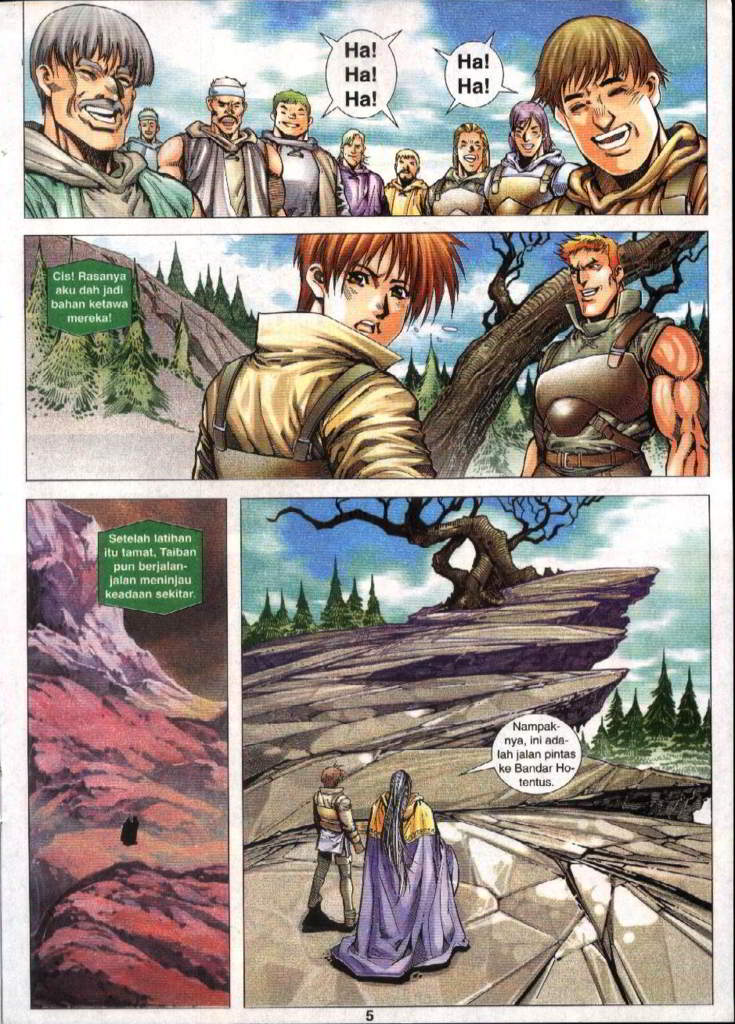 Ha!
Ha!
Ha!
Ha!
Ha!
Cis! Rasanya
aku dah jadi
bahan ketawa
mereka!
Setelah latihan
itu tamat, Taiban
pun berjalan-
jalan meninjau
keadaan sekitar.
Nampak-
nya, ini ada-
lah jalan pintas
ke Bandar Ho-
tentus.
5